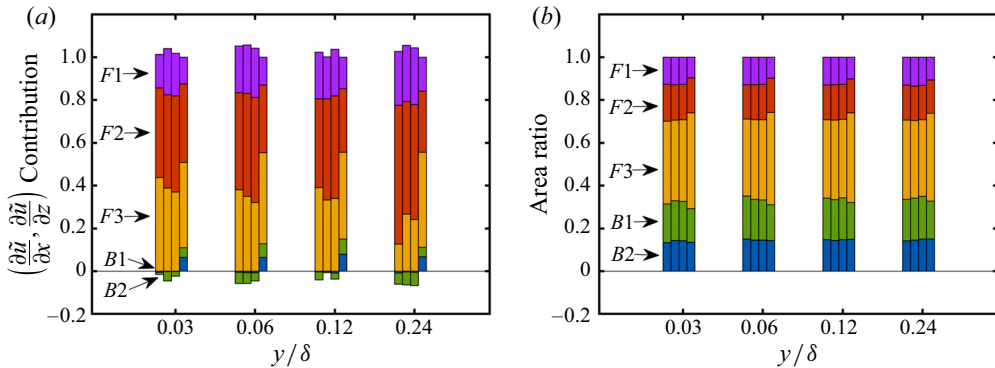 (a)
(∂ũ/∂x, ∂ũ/∂z) Contribution
1.0
0.8
0.6
0.4
0.2
0
−0.2
F1
F2
F3
B1
B2
0.03 0.06 0.12 0.24
y/δ
(b)
Area ratio
1.0
0.8
0.6
0.4
0.2
0
−0.2
F1
F2
F3
B1
B2
0.03 0.06 0.12 0.24
y/δ